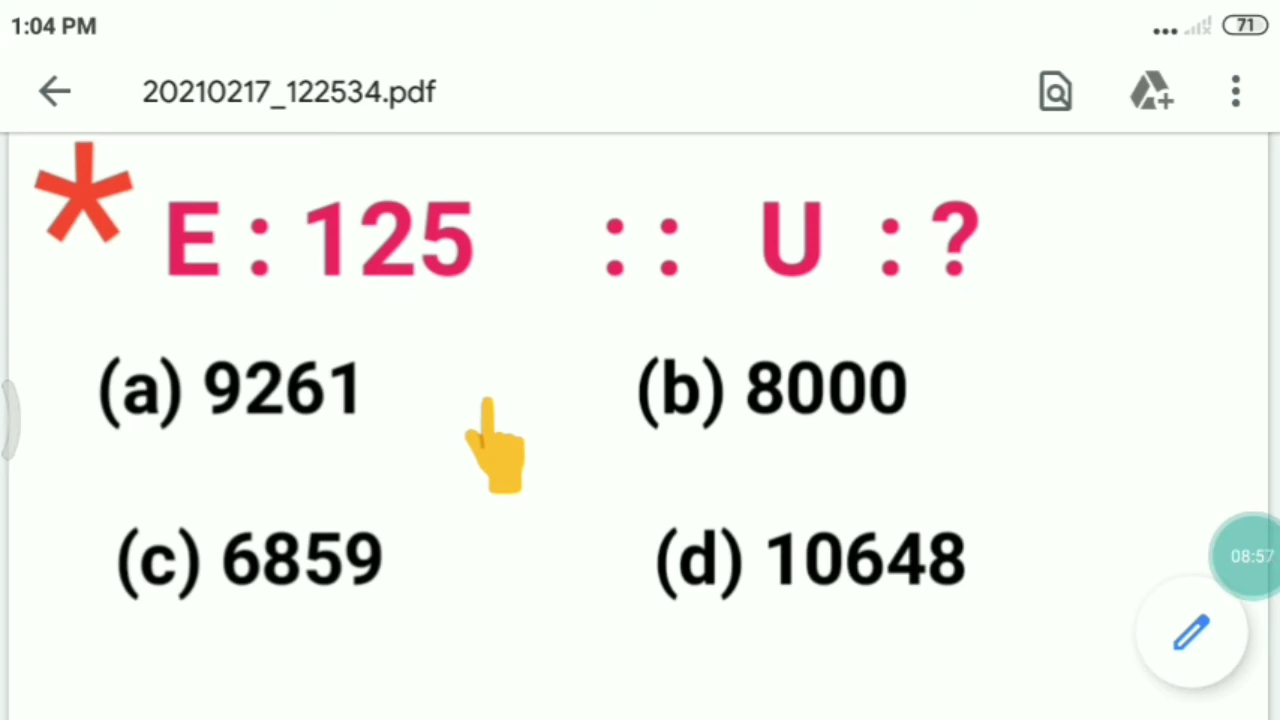 1:04 PM 71
20210217_122534.pdf
* E : 125 : : U : ?
(a) 9261 (b) 8000
(c) 6859 (d) 10648
08:57